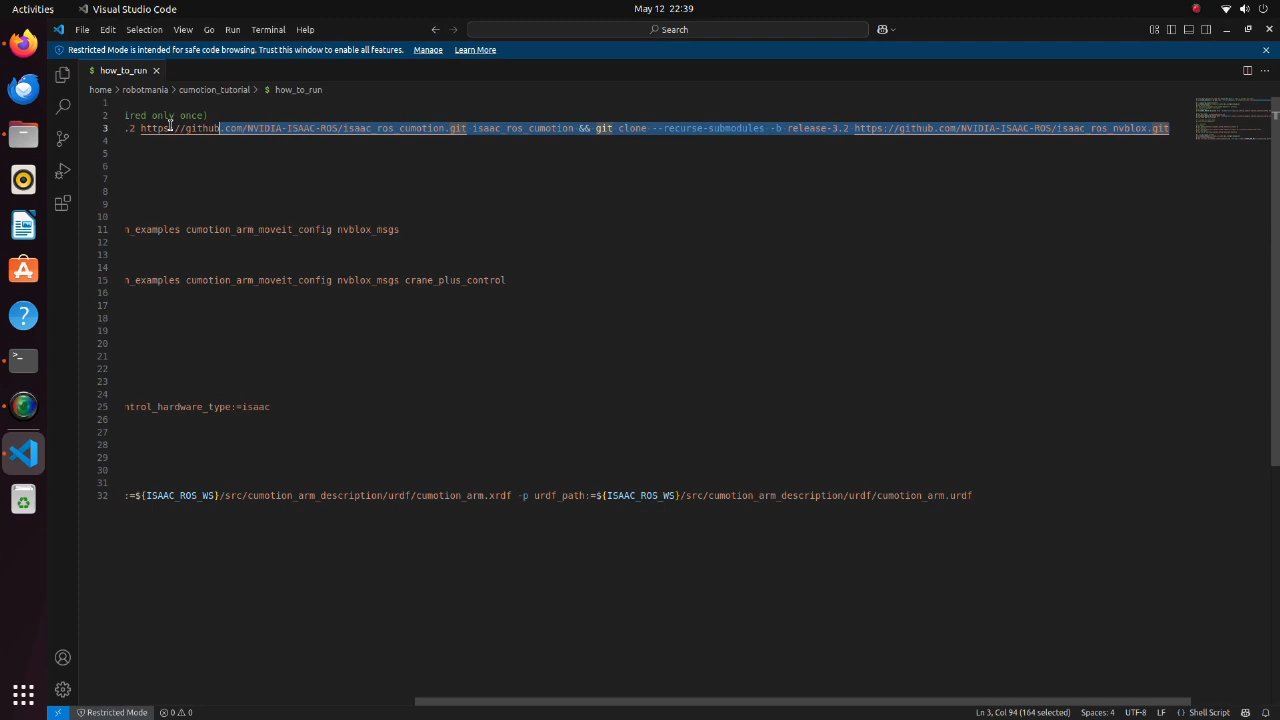 Activities
Visual Studio Code
May 12 22:39
File Edit Selection View Go Run Terminal Help
Search
Restricted Mode is intended for safe code browsing. Trust this window to enable all features. Manage Learn More
$ how_to_run
home > robotmania > cumotion_tutorial > $ how_to_run
1
2 ired only once)
3 .2 https://github.com/NVIDIA-ISAAC-ROS/isaac_ros_cumotion.git isaac_ros_cumotion && git clone --recurse-submodules -b release-3.2 https://github.com/NVIDIA-ISAAC-ROS/isaac_ros_nvblox.git
4
5
6
7
8
9
10
11 n_examples cumotion_arm_moveit_config nvblox_msgs
12
13
14
15 n_examples cumotion_arm_moveit_config nvblox_msgs crane_plus_control
16
17
18
19
20
21
22
23
24
25 ntrol_hardware_type:=isaac
26
27
28
29
30
31
32 :=${ISAAC_ROS_WS}/src/cumotion_arm_description/urdf/cumotion_arm.xrdf -p urdf_path:=${ISAAC_ROS_WS}/src/cumotion_arm_description/urdf/cumotion_arm.urdf
Restricted Mode 0 0 Ln 3, Col 94 (164 selected) Spaces: 4 UTF-8 LF Shell Script